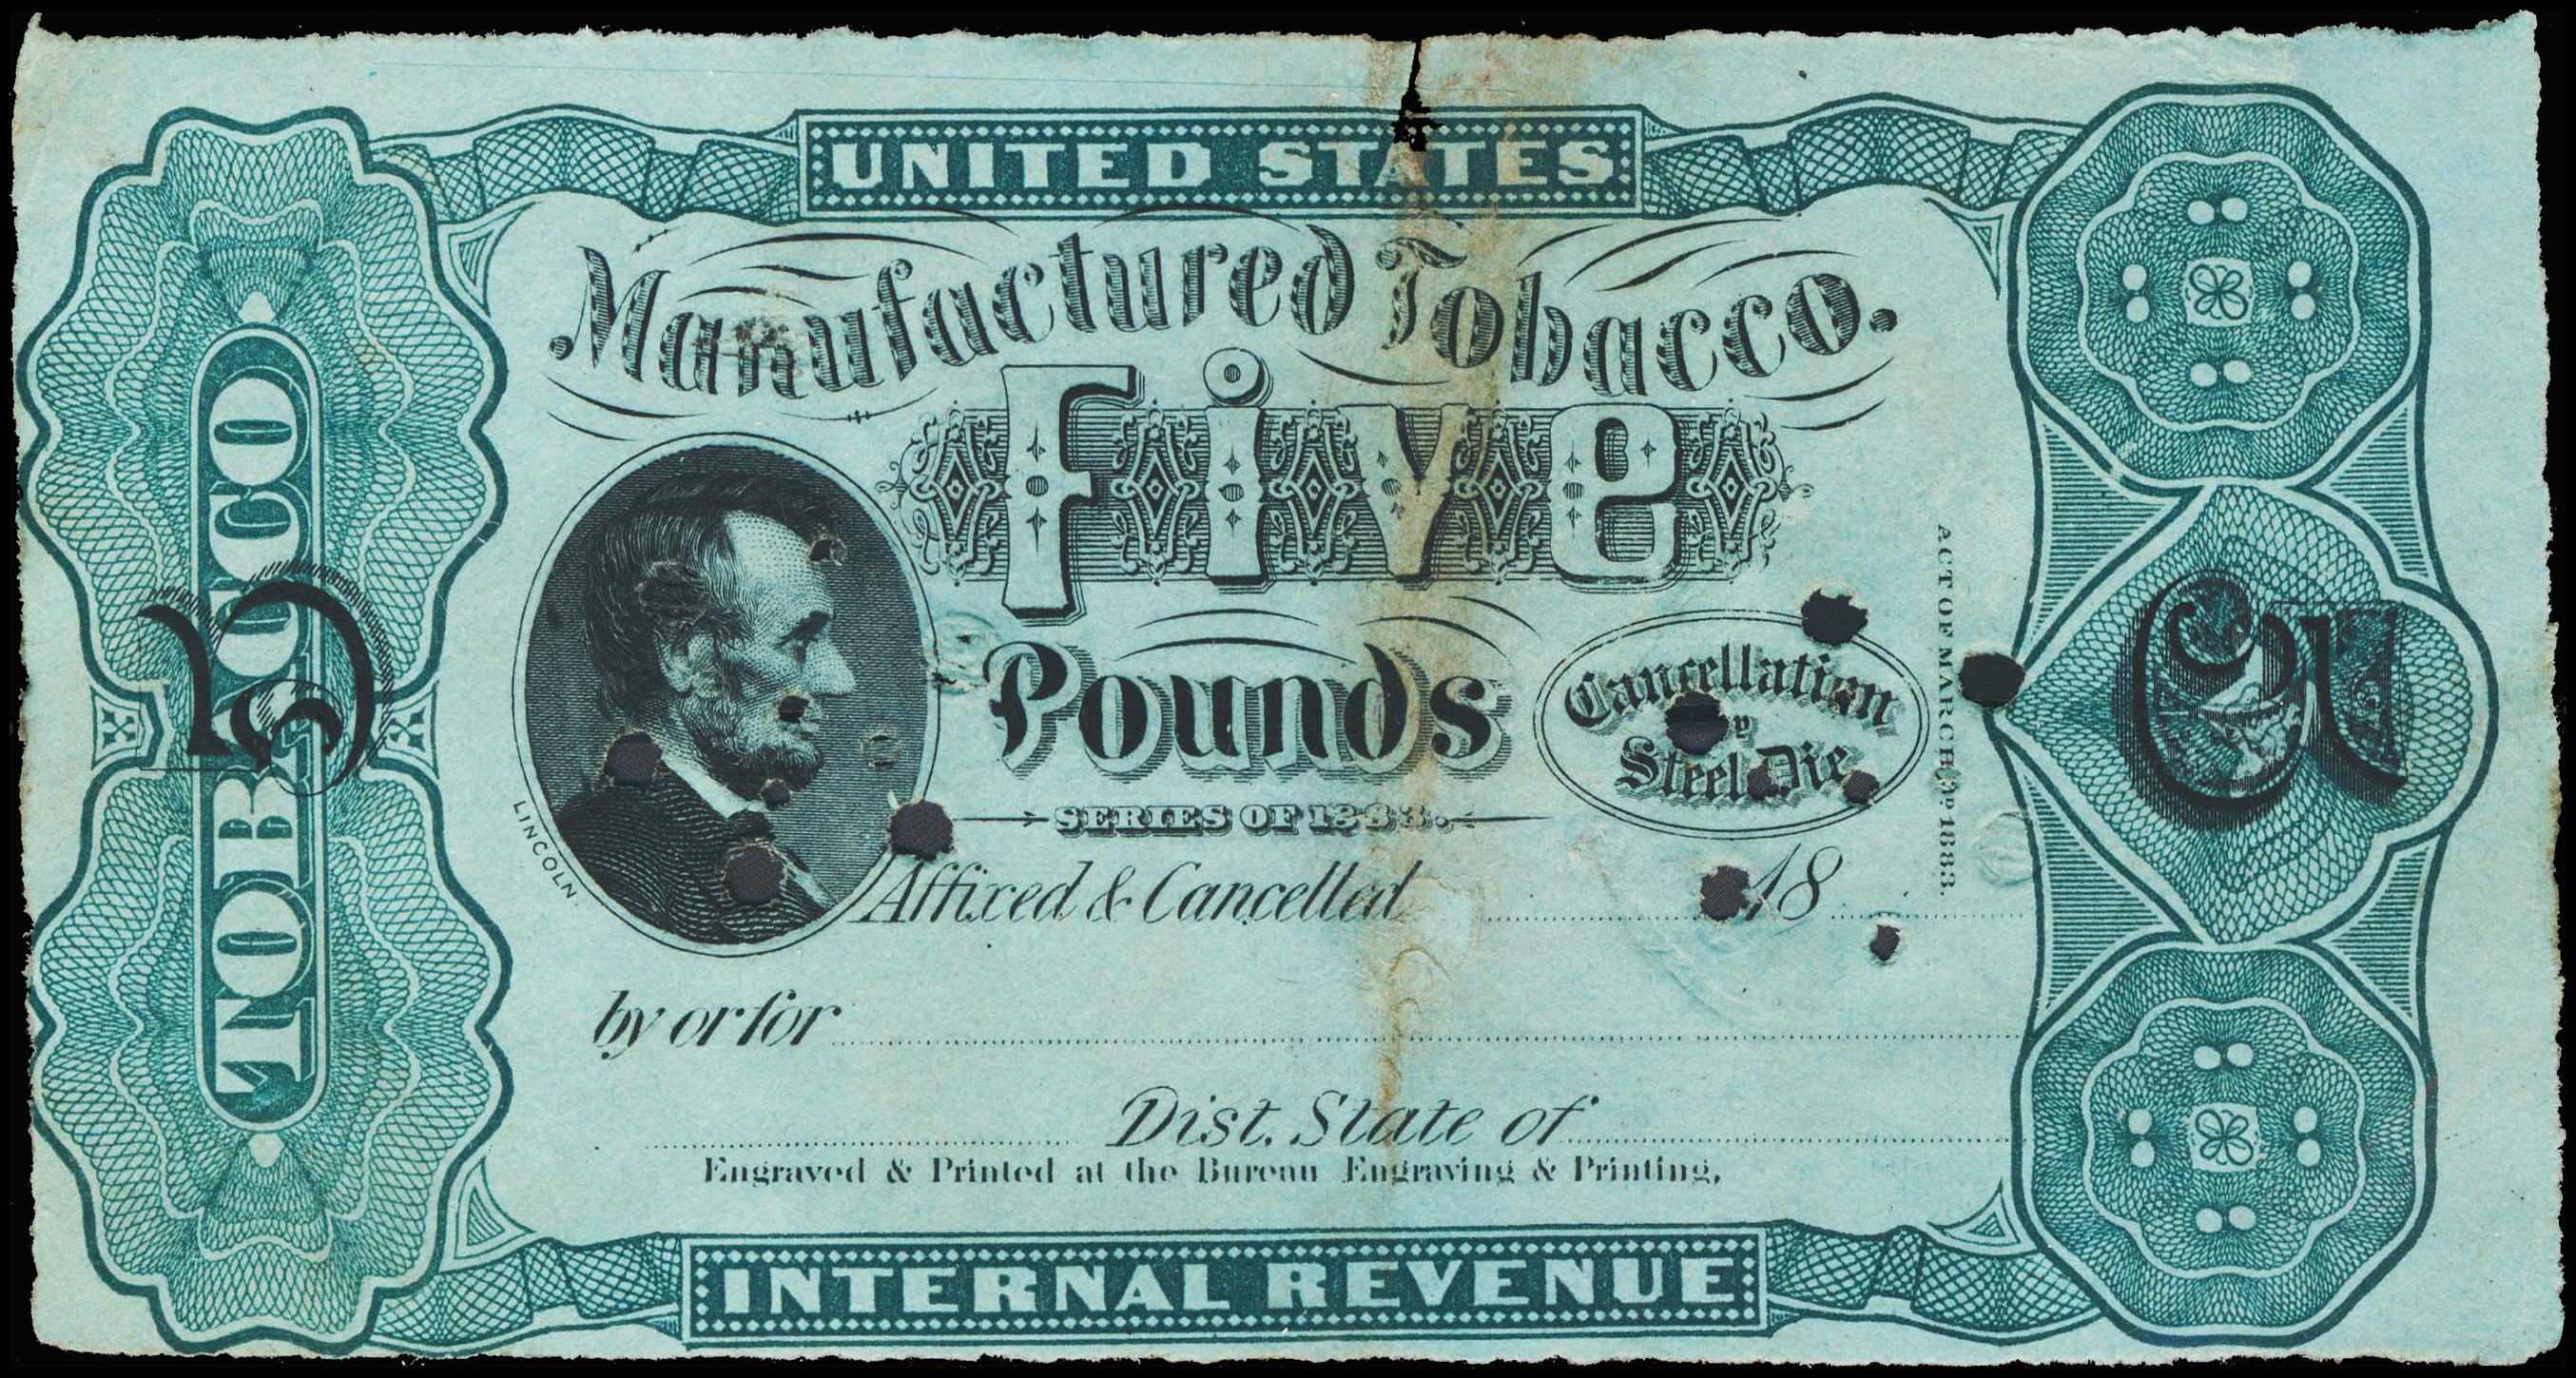 UNITED STATES
Manufactured Tobacco.
Five
Pounds
SERIES OF 1883.
Cancellation
Steel Die
Affixed & Cancelled 18
by or for
Dist. State of
Engraved & Printed at the Bureau Engraving & Printing,
INTERNAL REVENUE
TOBACCO
5
LINCOLN.
ACT OF MARCH 3D 1883.
5